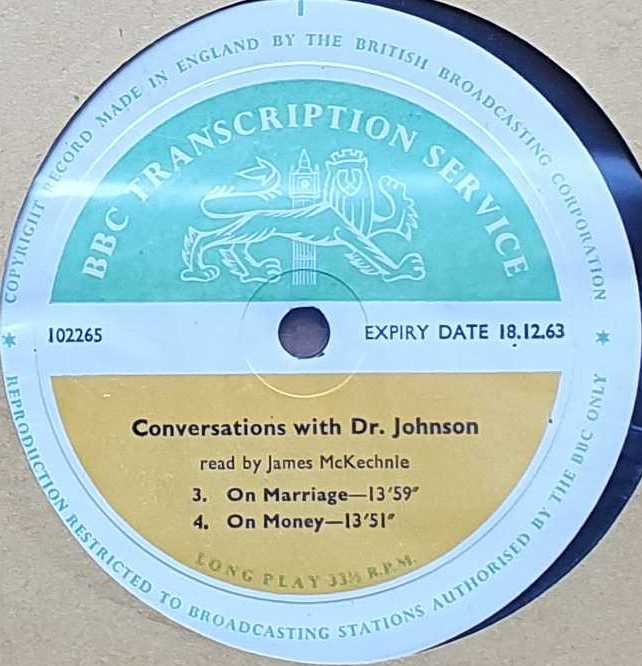 COPYRIGHT RECORD MADE IN ENGLAND BY THE BRITISH BROADCASTING CORPORATION
BBC TRANSCRIPTION SERVICE
102265
EXPIRY DATE 18.12.63
Conversations with Dr. Johnson
read by James McKechnie
3. On Marriage—13′59″
4. On Money—13′51″
LONG PLAY 33⅓ R.P.M.
REPRODUCTION RESTRICTED TO BROADCASTING STATIONS AUTHORISED BY THE BBC ONLY